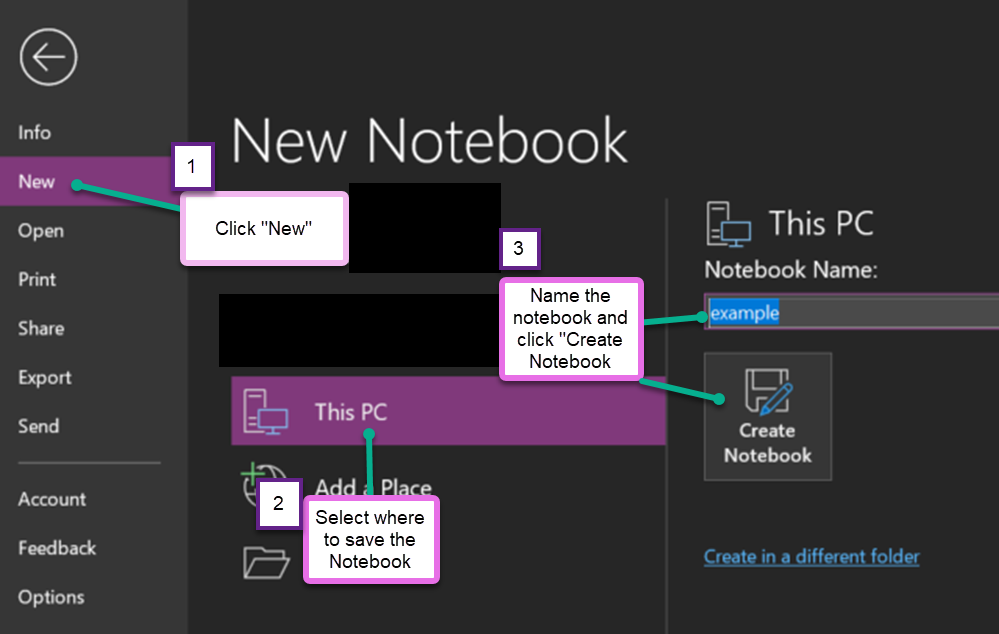 Info
New
Open
Print
Share
Export
Send
Account
Feedback
Options
New Notebook
1
Click "New"
This PC
Add a Place
2
Select where
to save the
Notebook
3
Name the
notebook and
click "Create
Notebook
This PC
Notebook Name:
example
Create
Notebook
Create in a different folder